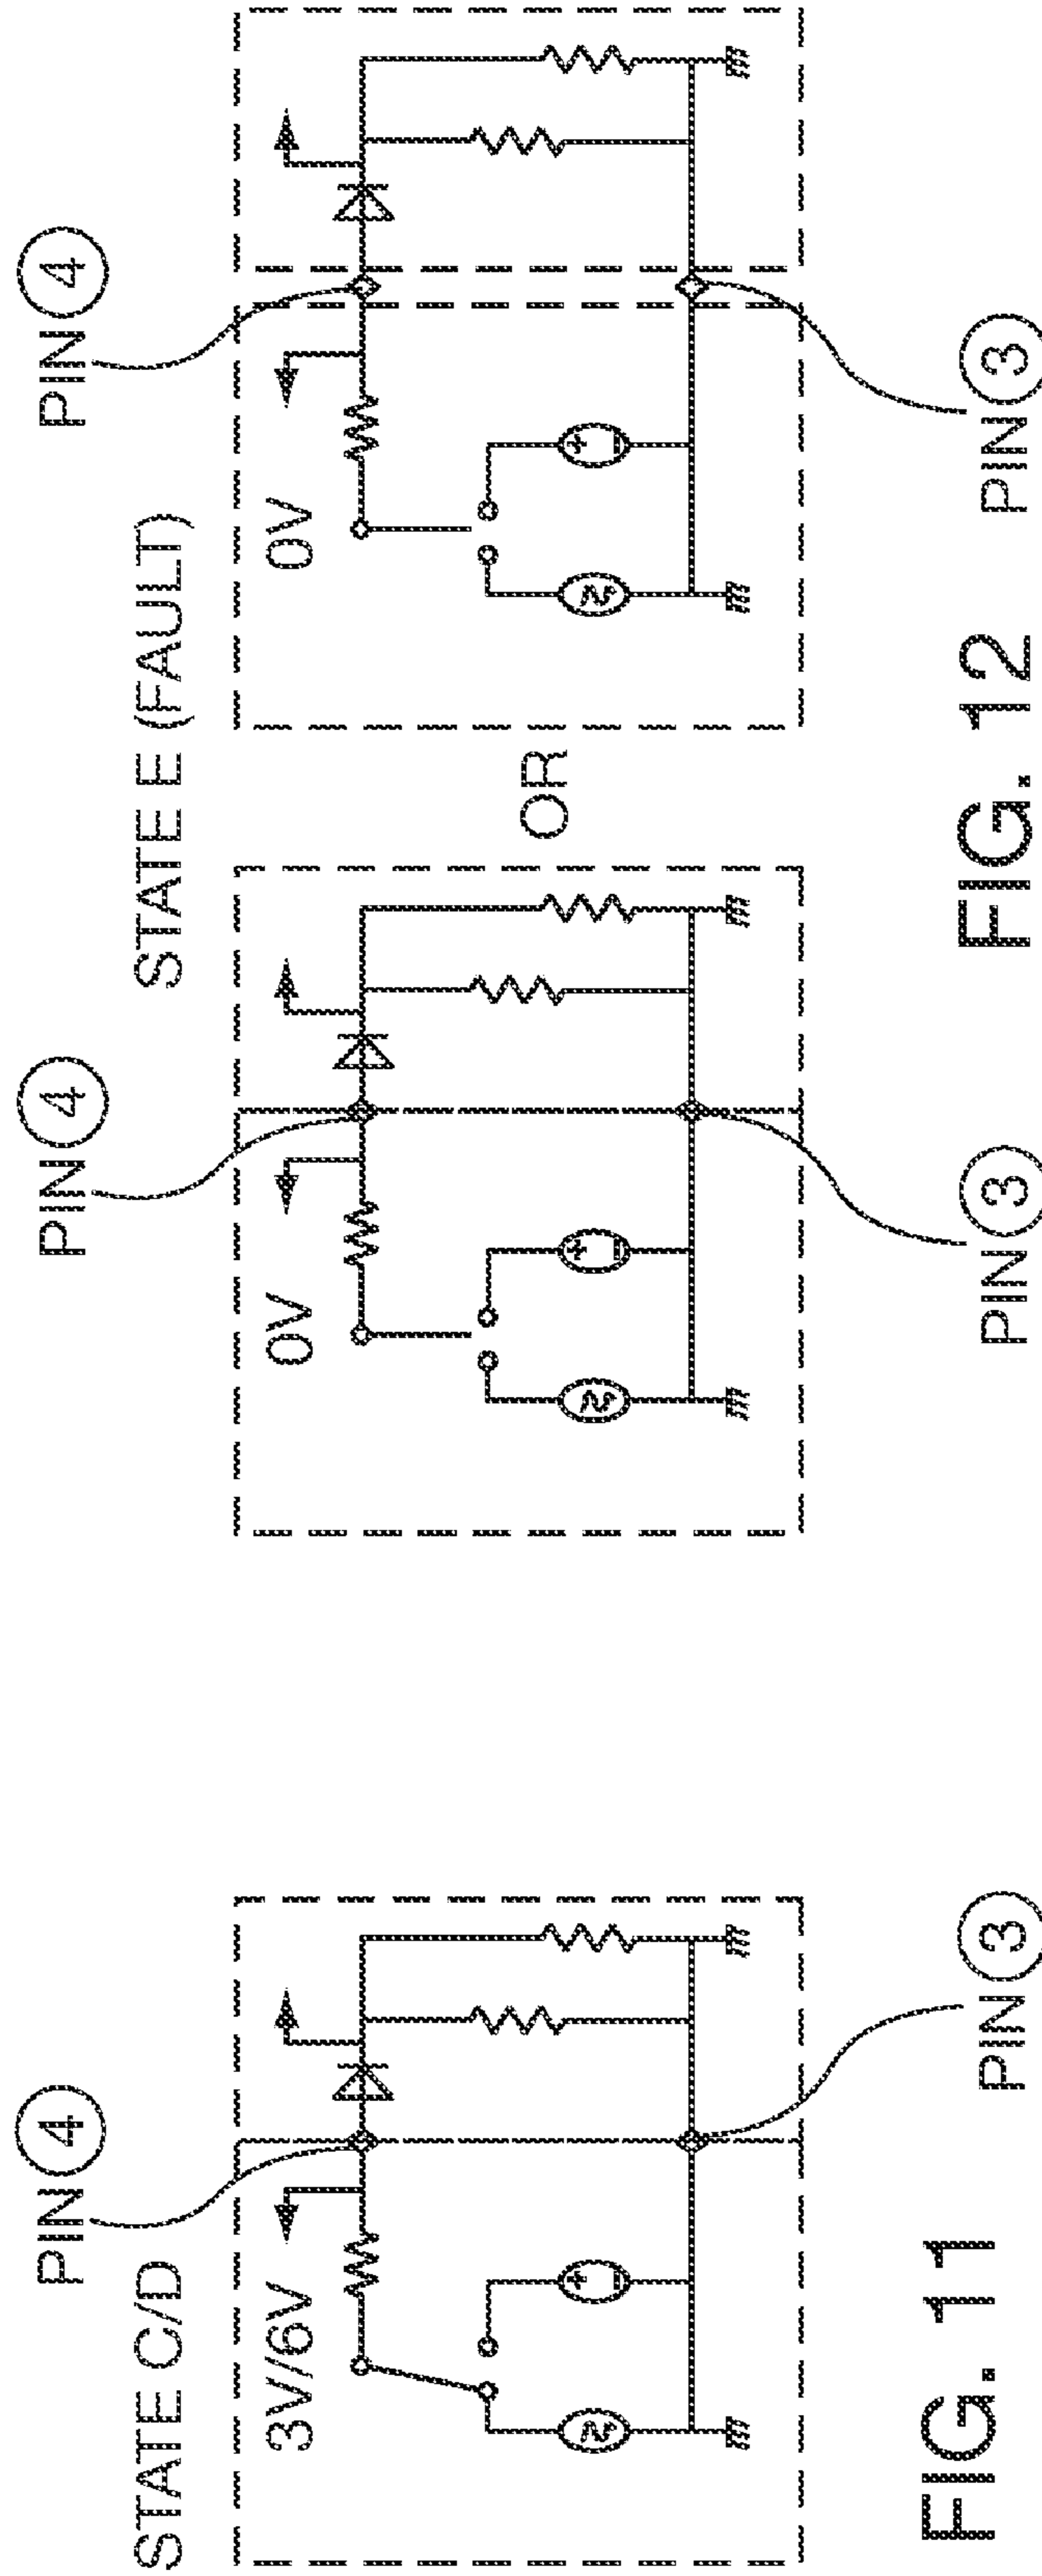 STATE C/D
PIN 4
3V/6V
PIN 3
FIG. 11
STATE E (FAULT)
PIN 4
0V
PIN 3
OR
PIN 4
0V
PIN 3
FIG. 12